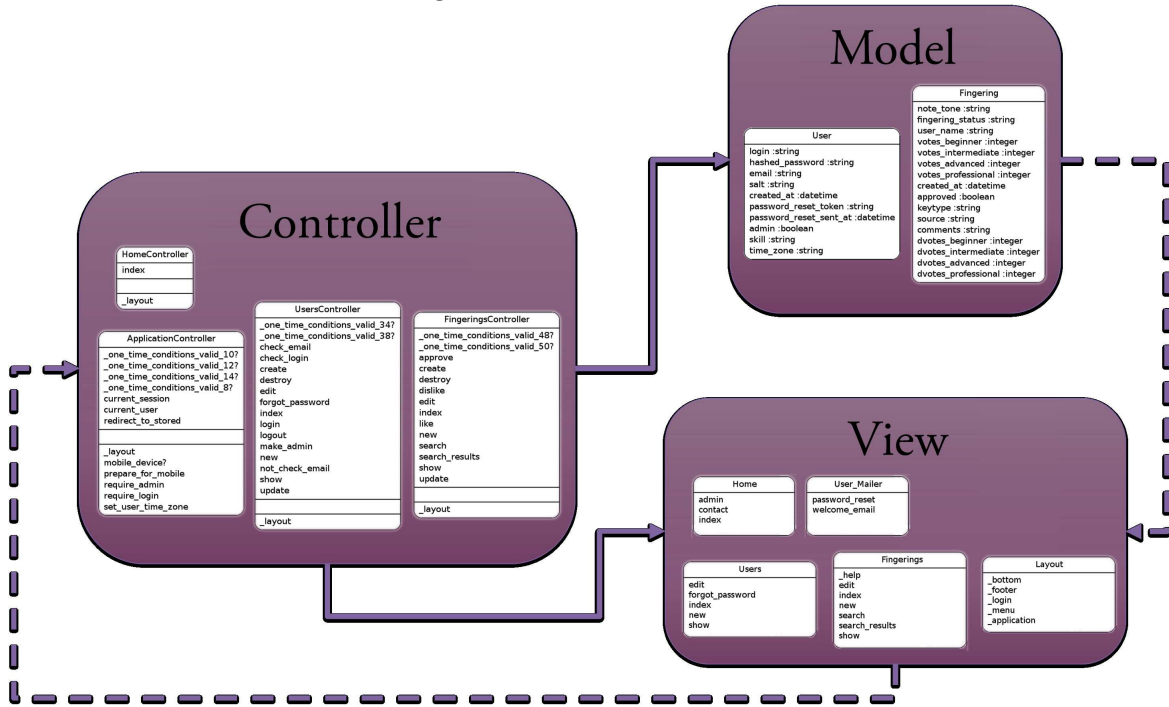 Model
User
login :string
hashed_password :string
email :string
salt :string
created_at :datetime
password_reset_token :string
password_reset_sent_at :datetime
admin :boolean
skill :string
time_zone :string
Fingering
note_tone :string
fingering_status :string
user_name :string
votes_beginner :integer
votes_intermediate :integer
votes_advanced :integer
votes_professional :integer
created_at :datetime
approved :boolean
keytype :string
source :string
comments :string
dvotes_beginner :integer
dvotes_intermediate :integer
dvotes_advanced :integer
dvotes_professional :integer
Controller
HomeController
index
_layout
ApplicationController
_one_time_conditions_valid_10?
_one_time_conditions_valid_12?
_one_time_conditions_valid_14?
_one_time_conditions_valid_8?
current_session
current_user
redirect_to_stored
_layout
mobile_device?
prepare_for_mobile
require_admin
require_login
set_user_time_zone
UsersController
_one_time_conditions_valid_34?
_one_time_conditions_valid_38?
check_email
check_login
create
destroy
edit
forgot_password
index
login
logout
make_admin
new
not_check_email
show
update
_layout
FingeringsController
_one_time_conditions_valid_48?
_one_time_conditions_valid_50?
approve
create
destroy
dislike
edit
index
like
new
search
search_results
show
update
_layout
View
Home
admin
contact
index
User_Mailer
password_reset
welcome_email
Users
edit
forgot_password
index
new
show
Fingerings
_help
edit
index
new
search
search_results
show
Layout
_bottom
_footer
_login
_menu
_application